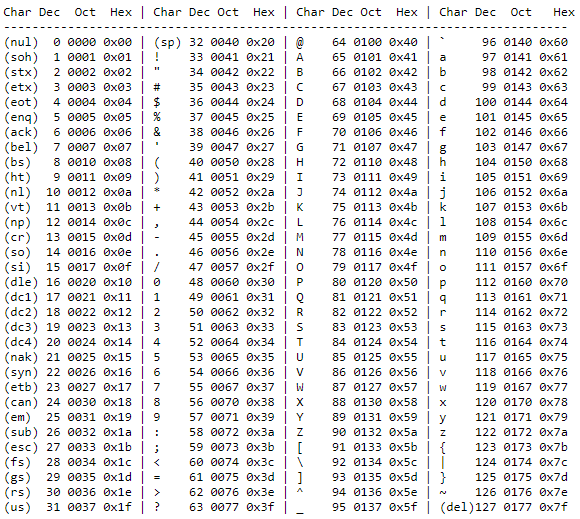 Char Dec  Oct  Hex | Char Dec  Oct   Hex | Char Dec  Oct  Hex | Char Dec  Oct   Hex
-----------------------------------------------------------------------------------
(nul)  0 0000 0x00 | (sp) 32 0040 0x20 | @    64 0100 0x40 | `     96 0140 0x60
(soh)  1 0001 0x01 | !    33 0041 0x21 | A    65 0101 0x41 | a     97 0141 0x61
(stx)  2 0002 0x02 | "    34 0042 0x22 | B    66 0102 0x42 | b     98 0142 0x62
(etx)  3 0003 0x03 | #    35 0043 0x23 | C    67 0103 0x43 | c     99 0143 0x63
(eot)  4 0004 0x04 | $    36 0044 0x24 | D    68 0104 0x44 | d    100 0144 0x64
(enq)  5 0005 0x05 | %    37 0045 0x25 | E    69 0105 0x45 | e    101 0145 0x65
(ack)  6 0006 0x06 | &    38 0046 0x26 | F    70 0106 0x46 | f    102 0146 0x66
(bel)  7 0007 0x07 | '    39 0047 0x27 | G    71 0107 0x47 | g    103 0147 0x67
(bs)   8 0010 0x08 | (    40 0050 0x28 | H    72 0110 0x48 | h    104 0150 0x68
(ht)   9 0011 0x09 | )    41 0051 0x29 | I    73 0111 0x49 | i    105 0151 0x69
(nl)  10 0012 0x0a | *    42 0052 0x2a | J    74 0112 0x4a | j    106 0152 0x6a
(vt)  11 0013 0x0b | +    43 0053 0x2b | K    75 0113 0x4b | k    107 0153 0x6b
(np)  12 0014 0x0c | ,    44 0054 0x2c | L    76 0114 0x4c | l    108 0154 0x6c
(cr)  13 0015 0x0d | -    45 0055 0x2d | M    77 0115 0x4d | m    109 0155 0x6d
(so)  14 0016 0x0e | .    46 0056 0x2e | N    78 0116 0x4e | n    110 0156 0x6e
(si)  15 0017 0x0f | /    47 0057 0x2f | O    79 0117 0x4f | o    111 0157 0x6f
(dle) 16 0020 0x10 | 0    48 0060 0x30 | P    80 0120 0x50 | p    112 0160 0x70
(dc1) 17 0021 0x11 | 1    49 0061 0x31 | Q    81 0121 0x51 | q    113 0161 0x71
(dc2) 18 0022 0x12 | 2    50 0062 0x32 | R    82 0122 0x52 | r    114 0162 0x72
(dc3) 19 0023 0x13 | 3    51 0063 0x33 | S    83 0123 0x53 | s    115 0163 0x73
(dc4) 20 0024 0x14 | 4    52 0064 0x34 | T    84 0124 0x54 | t    116 0164 0x74
(nak) 21 0025 0x15 | 5    53 0065 0x35 | U    85 0125 0x55 | u    117 0165 0x75
(syn) 22 0026 0x16 | 6    54 0066 0x36 | V    86 0126 0x56 | v    118 0166 0x76
(etb) 23 0027 0x17 | 7    55 0067 0x37 | W    87 0127 0x57 | w    119 0167 0x77
(can) 24 0030 0x18 | 8    56 0070 0x38 | X    88 0130 0x58 | x    120 0170 0x78
(em)  25 0031 0x19 | 9    57 0071 0x39 | Y    89 0131 0x59 | y    121 0171 0x79
(sub) 26 0032 0x1a | :    58 0072 0x3a | Z    90 0132 0x5a | z    122 0172 0x7a
(esc) 27 0033 0x1b | ;    59 0073 0x3b | [    91 0133 0x5b | {    123 0173 0x7b
(fs)  28 0034 0x1c | <    60 0074 0x3c | \    92 0134 0x5c | |    124 0174 0x7c
(gs)  29 0035 0x1d | =    61 0075 0x3d | ]    93 0135 0x5d | }    125 0175 0x7d
(rs)  30 0036 0x1e | >    62 0076 0x3e | ^    94 0136 0x5e | ~    126 0176 0x7e
(us)  31 0037 0x1f | ?    63 0077 0x3f | _    95 0137 0x5f | (del)127 0177 0x7f